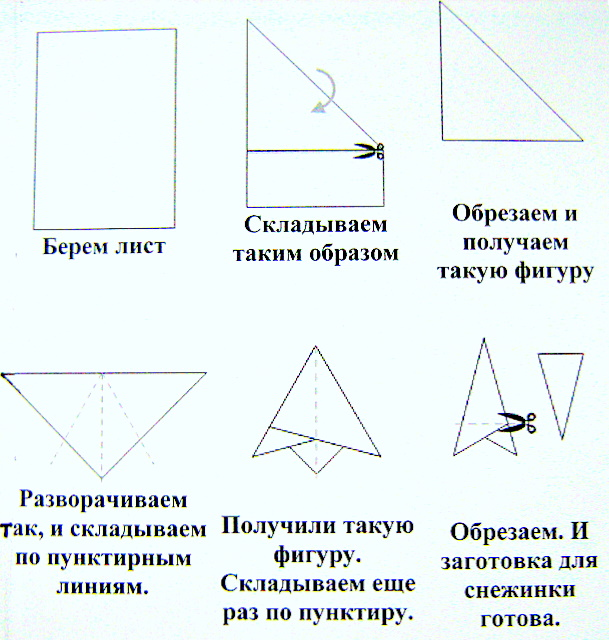 Берем лист
Складываем
таким образом
Обрезаем и
получаем
такую фигуру
Разворачиваем
так, и складываем
по пунктирным
линиям.
Получили такую
фигуру.
Складываем еще
раз по пунктиру.
Обрезаем. И
заготовка для
снежинки
готова.